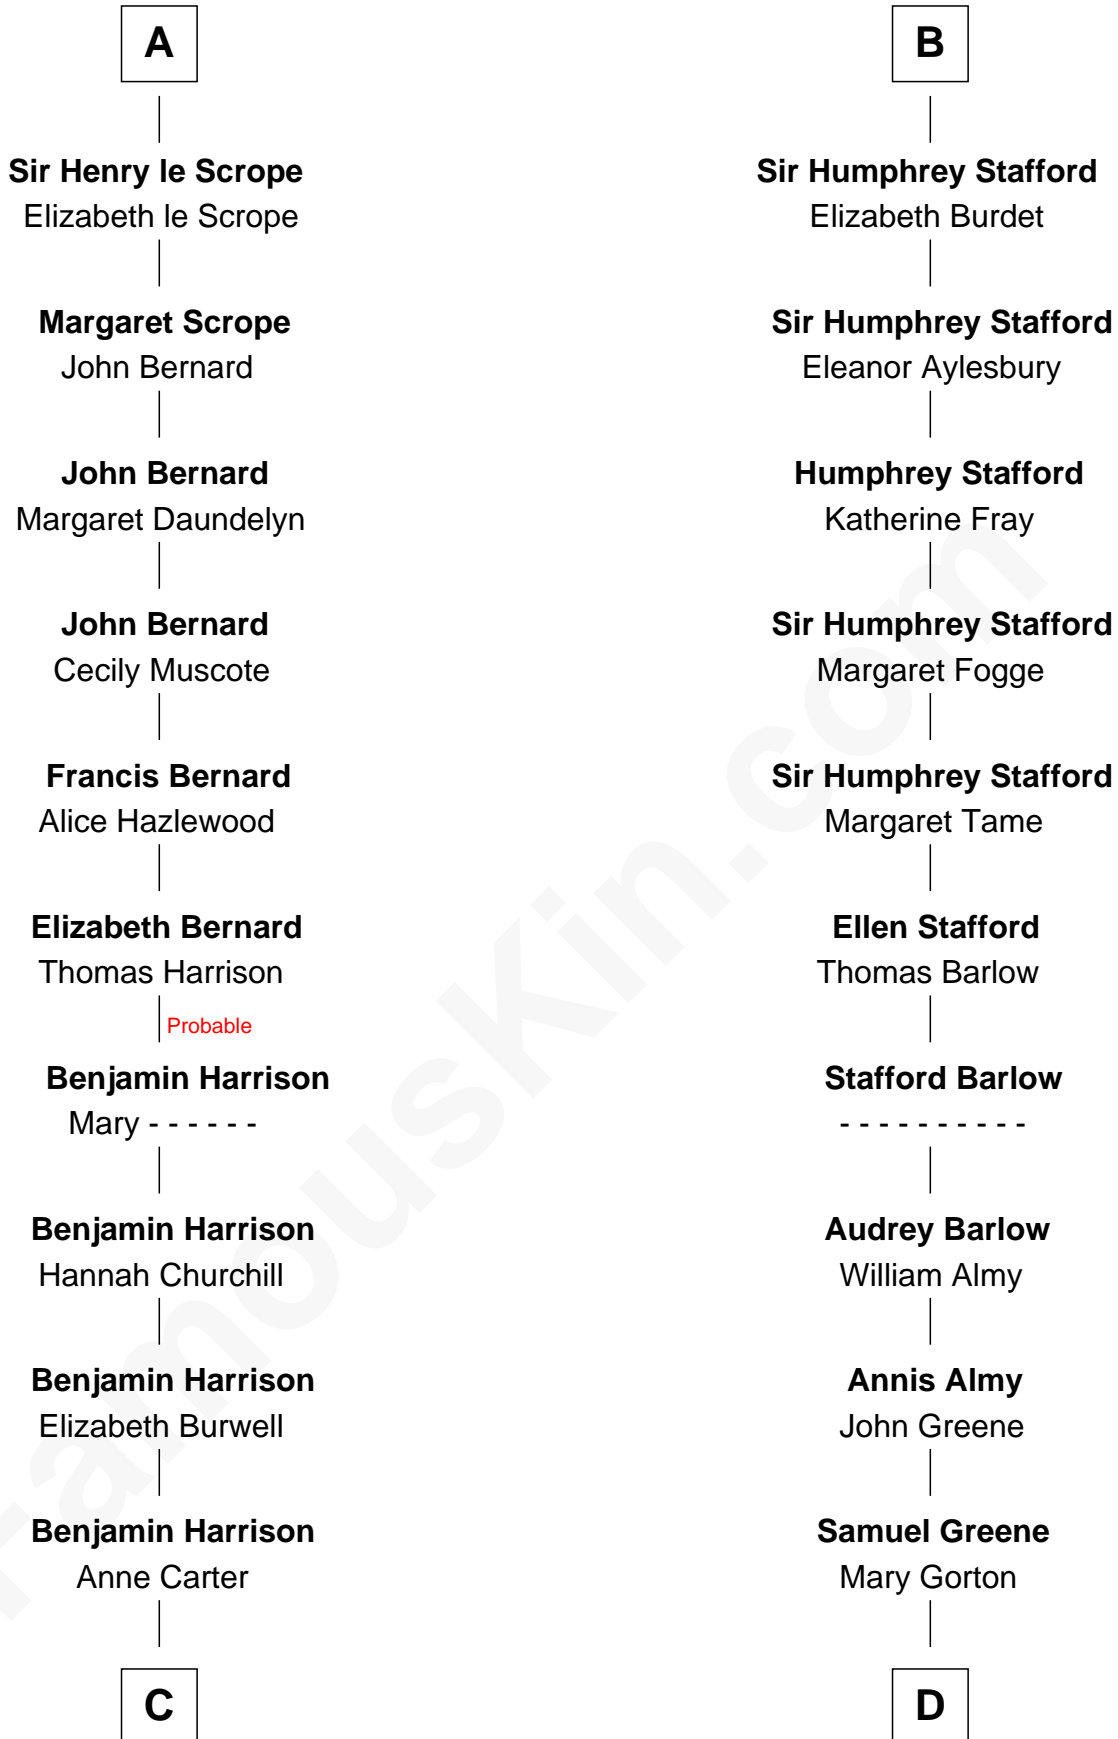 A
Sir Henry le Scrope
Elizabeth le Scrope
Margaret Scrope
John Bernard
John Bernard
Margaret Daundelyn
John Bernard
Cecily Muscote
Francis Bernard
Alice Hazlewood
Elizabeth Bernard
Thomas Harrison
Probable
Benjamin Harrison
Mary - - - - - -
Benjamin Harrison
Hannah Churchill
Benjamin Harrison
Elizabeth Burwell
Benjamin Harrison
Anne Carter
C
B
Sir Humphrey Stafford
Elizabeth Burdet
Sir Humphrey Stafford
Eleanor Aylesbury
Humphrey Stafford
Katherine Fray
Sir Humphrey Stafford
Margaret Fogge
Sir Humphrey Stafford
Margaret Tame
Ellen Stafford
Thomas Barlow
Stafford Barlow
- - - - - - - - - -
Audrey Barlow
William Almy
Annis Almy
John Greene
Samuel Greene
Mary Gorton
D
FamousKin.com